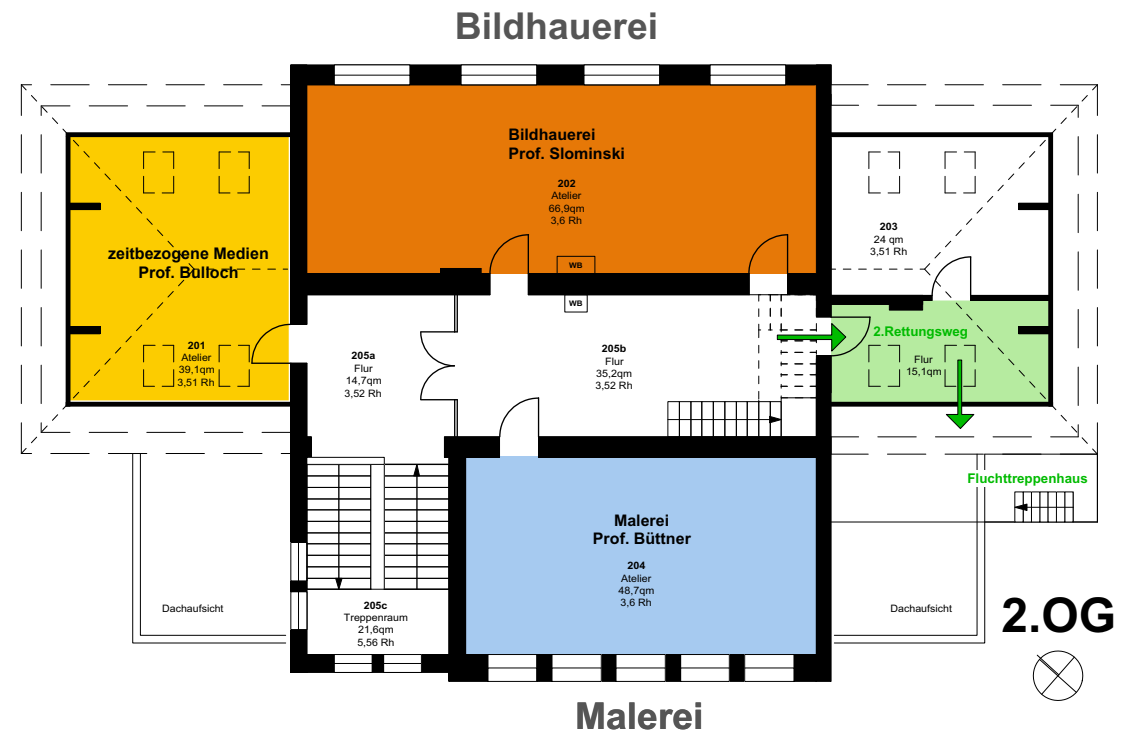 Bildhauerei
Bildhauerei
Prof. Slominski
202
Atelier
66,9qm
3,6 Rh
WB
WB
zeitbezogene Medien
Prof. Bulloch
201
Atelier
39,1qm
3,51 Rh
203
24 qm
3,51 Rh
2.Rettungsweg
Flur
15,1qm
205a
Flur
14,7qm
3,52 Rh
205b
Flur
35,2qm
3,52 Rh
Fluchttreppenhaus
Malerei
Prof. Büttner
204
Atelier
48,7qm
3,6 Rh
205c
Treppenraum
21,6qm
5,56 Rh
Dachaufsicht
Dachaufsicht
2.OG
Malerei